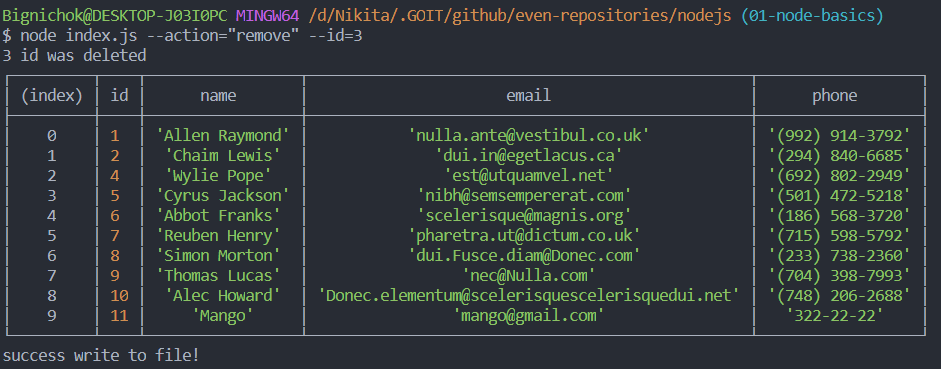 Bignichok@DESKTOP-J03I0PC MINGW64 /d/Nikita/.GOIT/github/even-repositories/nodejs (01-node-basics)
$ node index.js --action="remove" --id=3
3 id was deleted
(index) id name email phone
0 1 'Allen Raymond' 'nulla.ante@vestibul.co.uk' '(992) 914-3792'
1 2 'Chaim Lewis' 'dui.in@egetlacus.ca' '(294) 840-6685'
2 4 'Wylie Pope' 'est@utquamvel.net' '(692) 802-2949'
3 5 'Cyrus Jackson' 'nibh@semsempererat.com' '(501) 472-5218'
4 6 'Abbot Franks' 'scelerisque@magnis.org' '(186) 568-3720'
5 7 'Reuben Henry' 'pharetra.ut@dictum.co.uk' '(715) 598-5792'
6 8 'Simon Morton' 'dui.Fusce.diam@Donec.com' '(233) 738-2360'
7 9 'Thomas Lucas' 'nec@Nulla.com' '(704) 398-7993'
8 10 'Alec Howard' 'Donec.elementum@scelerisquescelerisquedui.net' '(748) 206-2688'
9 11 'Mango' 'mango@gmail.com' '322-22-22'
success write to file!